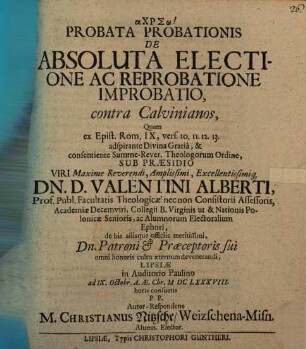 αΧΡΣω!
PROBATA PROBATIONIS
DE
ABSOLUTA ELECTI-
ONE AC REPROBATIONE
IMPROBATIO,
contra Calvinianos,
Quam
ex Epist. Rom. IX, vers. 10. 11. 12. 13.
adspirante Divina Gratiâ, &
consentiente Summe-Rever. Theologorum Ordine,
SUB PRÆSIDIO
VIRI Maxime Reverendi, Amplissimi, Excellentissimiq;
DN. D. VALENTINI ALBERTI,
Prof. Publ. Facultatis Theologicæ nec non Consistorii Assessoris,
Academiæ Decemviri, Collegii B. Virginis ut & Nationis Po-
lonicæ Senioris, ac Alumnorum Electoralium
Ephori,
de his aliisque officiis meritissimi,
Dn. Patroni & Præceptoris sui
omni honoris cultu æternum devenerandi,
LIPSIÆ
in Auditorio Paulino
ad IX. Octobr. A. Æ. Chr. M DC LXXXVIII.
horis consuetis
P. P.
Autor-Respondens
M. CHRISTIANUS Nitzsche/ Weizschena-Misn.
Alumn. Elector.
LIPSIÆ, Typis CHRISTOPHORI GÜNTHERI.
26.